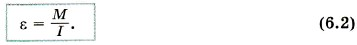 ε = M/I. (6.2)